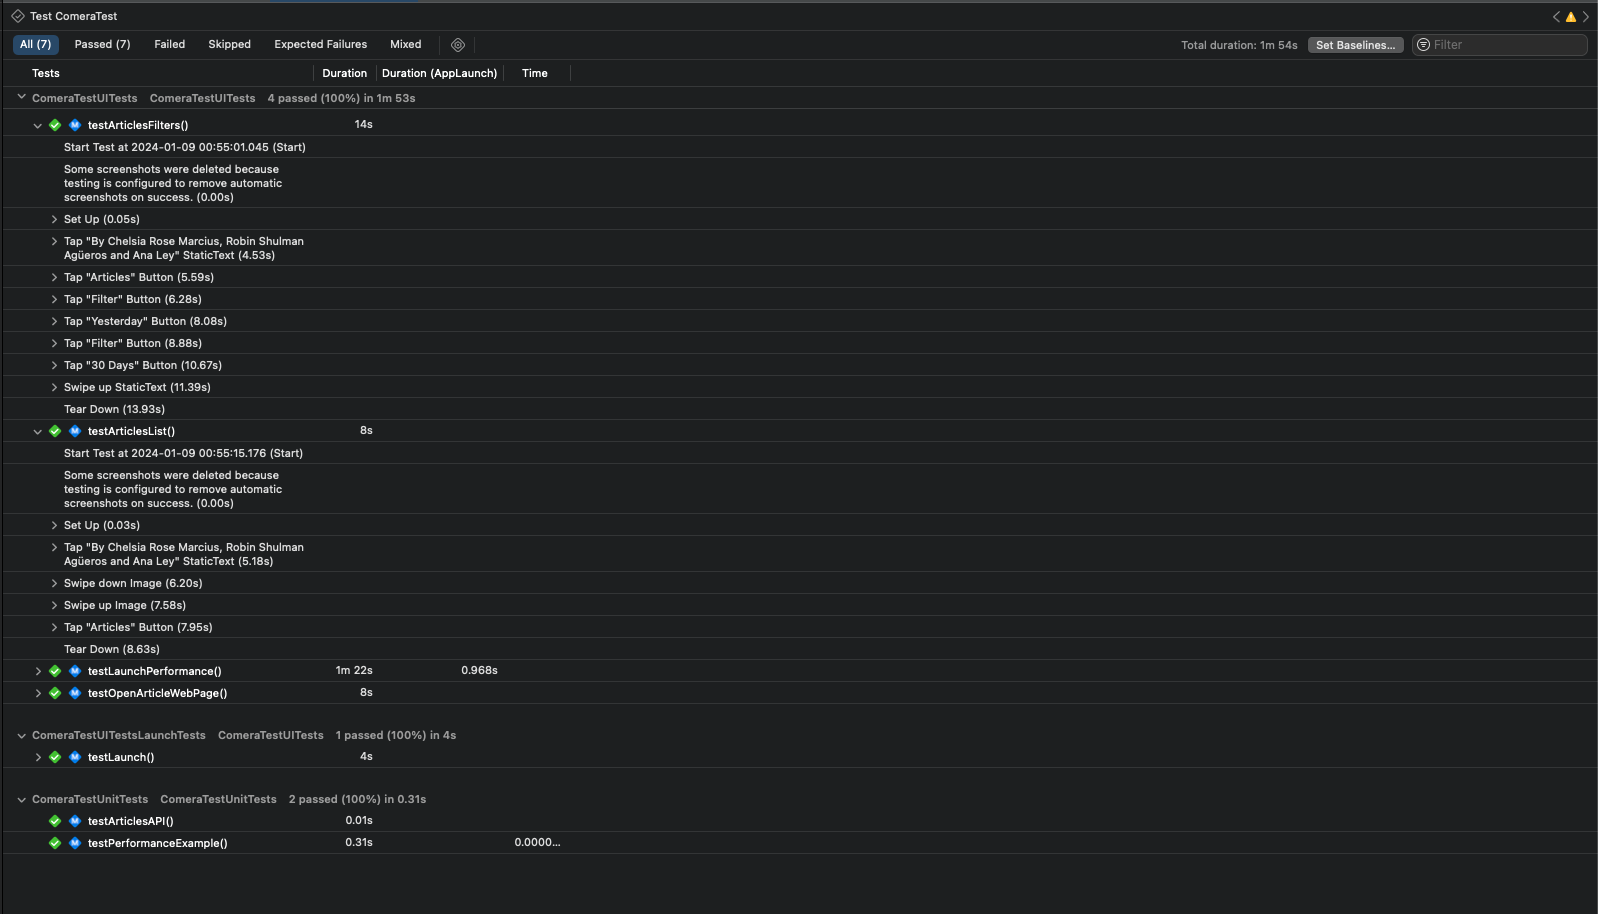 Test ComeraTest
All (7) Passed (7) Failed Skipped Expected Failures Mixed Total duration: 1m 54s Set Baselines... Filter
Tests Duration Duration (AppLaunch) Time
ComeraTestUITests ComeraTestUITests 4 passed (100%) in 1m 53s
testArticlesFilters() 14s
Start Test at 2024-01-09 00:55:01.045 (Start)
Some screenshots were deleted because
testing is configured to remove automatic
screenshots on success. (0.00s)
Set Up (0.05s)
Tap "By Chelsia Rose Marcius, Robin Shulman
Agüeros and Ana Ley" StaticText (4.53s)
Tap "Articles" Button (5.59s)
Tap "Filter" Button (6.28s)
Tap "Yesterday" Button (8.08s)
Tap "Filter" Button (8.88s)
Tap "30 Days" Button (10.67s)
Swipe up StaticText (11.39s)
Tear Down (13.93s)
testArticlesList() 8s
Start Test at 2024-01-09 00:55:15.176 (Start)
Some screenshots were deleted because
testing is configured to remove automatic
screenshots on success. (0.00s)
Set Up (0.03s)
Tap "By Chelsia Rose Marcius, Robin Shulman
Agüeros and Ana Ley" StaticText (5.18s)
Swipe down Image (6.20s)
Swipe up Image (7.58s)
Tap "Articles" Button (7.95s)
Tear Down (8.63s)
testLaunchPerformance() 1m 22s 0.968s
testOpenArticleWebPage() 8s
ComeraTestUITestsLaunchTests ComeraTestUITests 1 passed (100%) in 4s
testLaunch() 4s
ComeraTestUnitTests ComeraTestUnitTests 2 passed (100%) in 0.31s
testArticlesAPI() 0.01s
testPerformanceExample() 0.31s 0.0000...